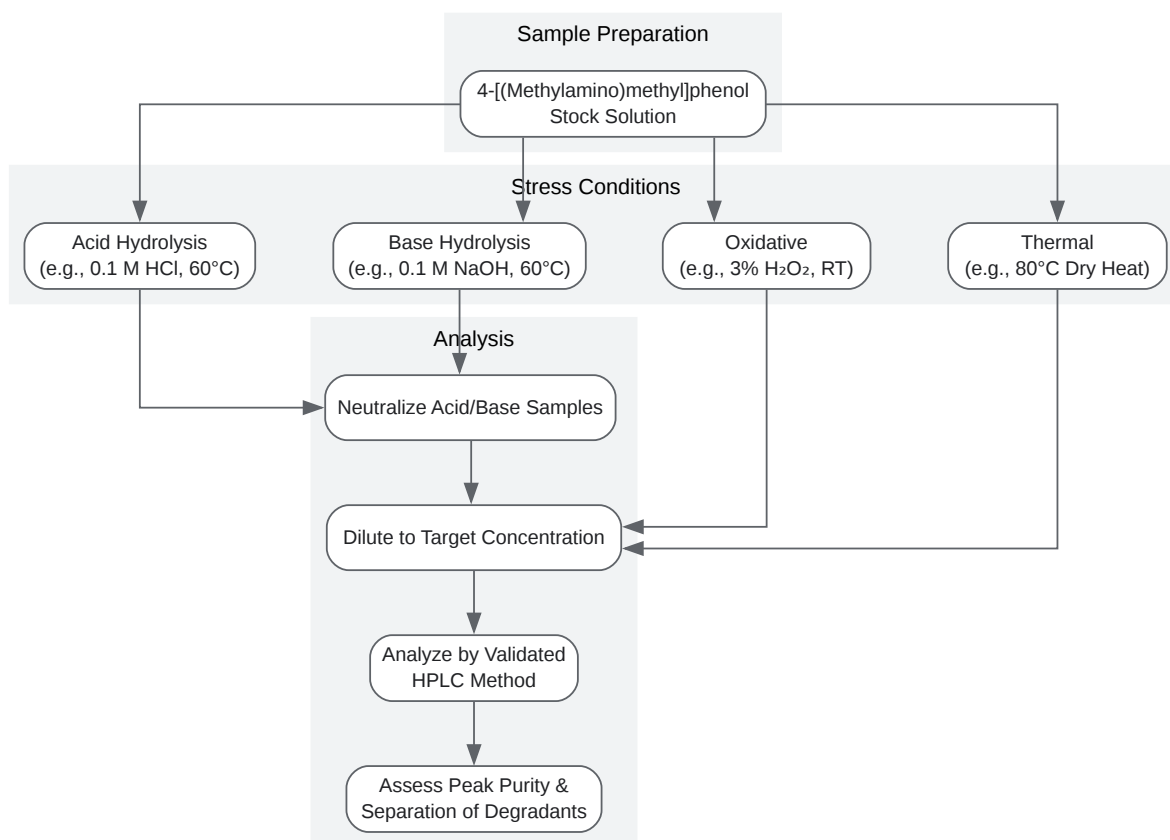 Sample Preparation
4-[(Methylamino)methyl]phenol
Stock Solution
Stress Conditions
Acid Hydrolysis
(e.g., 0.1 M HCl, 60°C)
Base Hydrolysis
(e.g., 0.1 M NaOH, 60°C)
Oxidative
(e.g., 3% H₂O₂, RT)
Thermal
(e.g., 80°C Dry Heat)
Analysis
Neutralize Acid/Base Samples
Dilute to Target Concentration
Analyze by Validated
HPLC Method
Assess Peak Purity &
Separation of Degradants